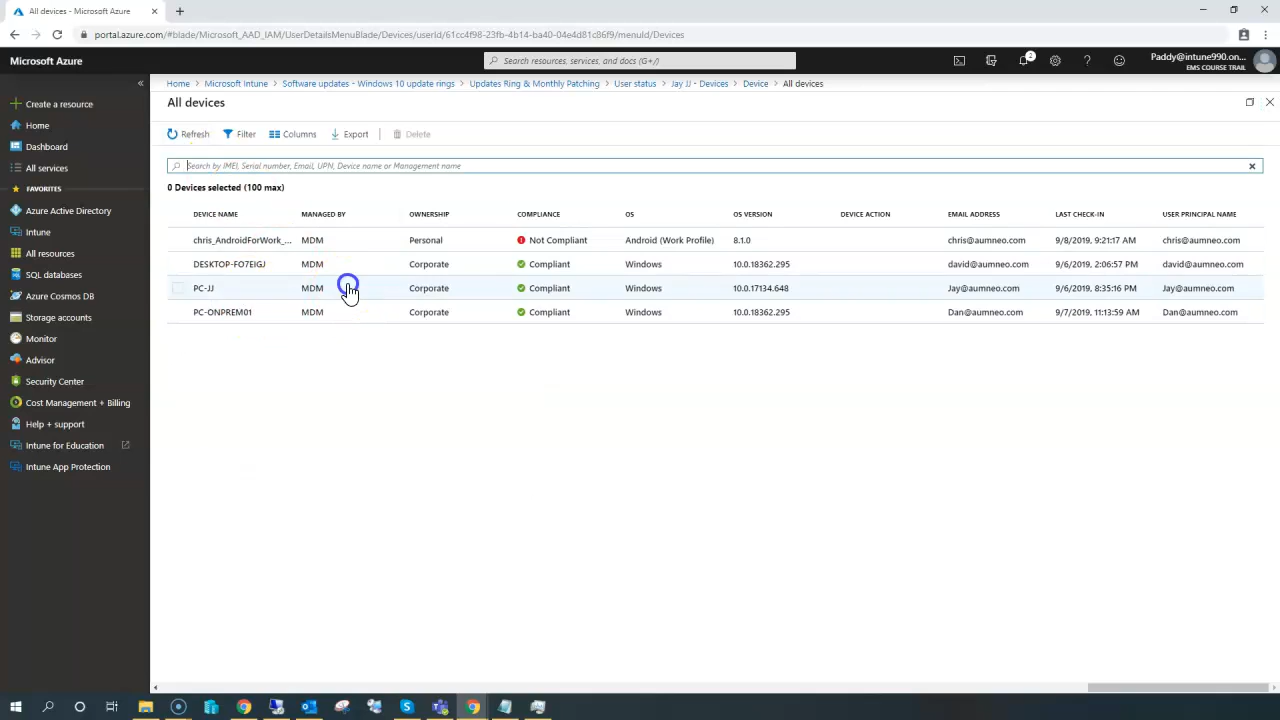 All devices - Microsoft Azure
portal.azure.com/#blade/Microsoft_AAD_IAM/UserDetailsMenuBlade/Devices/userId/61cc4f98-23fb-4b14-ba40-04e4d81c86f9/menuId/Devices
Microsoft Azure
Search resources, services, and docs (G+/)
2
Paddy@intune990.on...
EMS COURSE TRAIL
Home > Microsoft Intune > Software updates - Windows 10 update rings > Updates Ring & Monthly Patching > User status > Jay JJ - Devices > Device > All devices
All devices
Refresh Filter Columns Export Delete
Search by IMEI, Serial number, Email, UPN, Device name or Management name
0 Devices selected (100 max)
DEVICE NAME MANAGED BY OWNERSHIP COMPLIANCE OS OS VERSION DEVICE ACTION EMAIL ADDRESS LAST CHECK-IN USER PRINCIPAL NAME
chris_AndroidForWork_... MDM Personal Not Compliant Android (Work Profile) 8.1.0 chris@aumneo.com 9/8/2019, 9:21:17 AM chris@aumneo.com
DESKTOP-FO7EIGJ MDM Corporate Compliant Windows 10.0.18362.295 david@aumneo.com 9/6/2019, 2:06:57 PM david@aumneo.com
PC-JJ MDM Corporate Compliant Windows 10.0.17134.648 Jay@aumneo.com 9/6/2019, 8:35:16 PM Jay@aumneo.com
PC-ONPREM01 MDM Corporate Compliant Windows 10.0.18362.295 Dan@aumneo.com 9/7/2019, 11:13:59 AM Dan@aumneo.com
Create a resource
Home
Dashboard
All services
FAVORITES
Azure Active Directory
Intune
All resources
SQL databases
Azure Cosmos DB
Storage accounts
Monitor
Advisor
Security Center
Cost Management + Billing
Help + support
Intune for Education
Intune App Protection